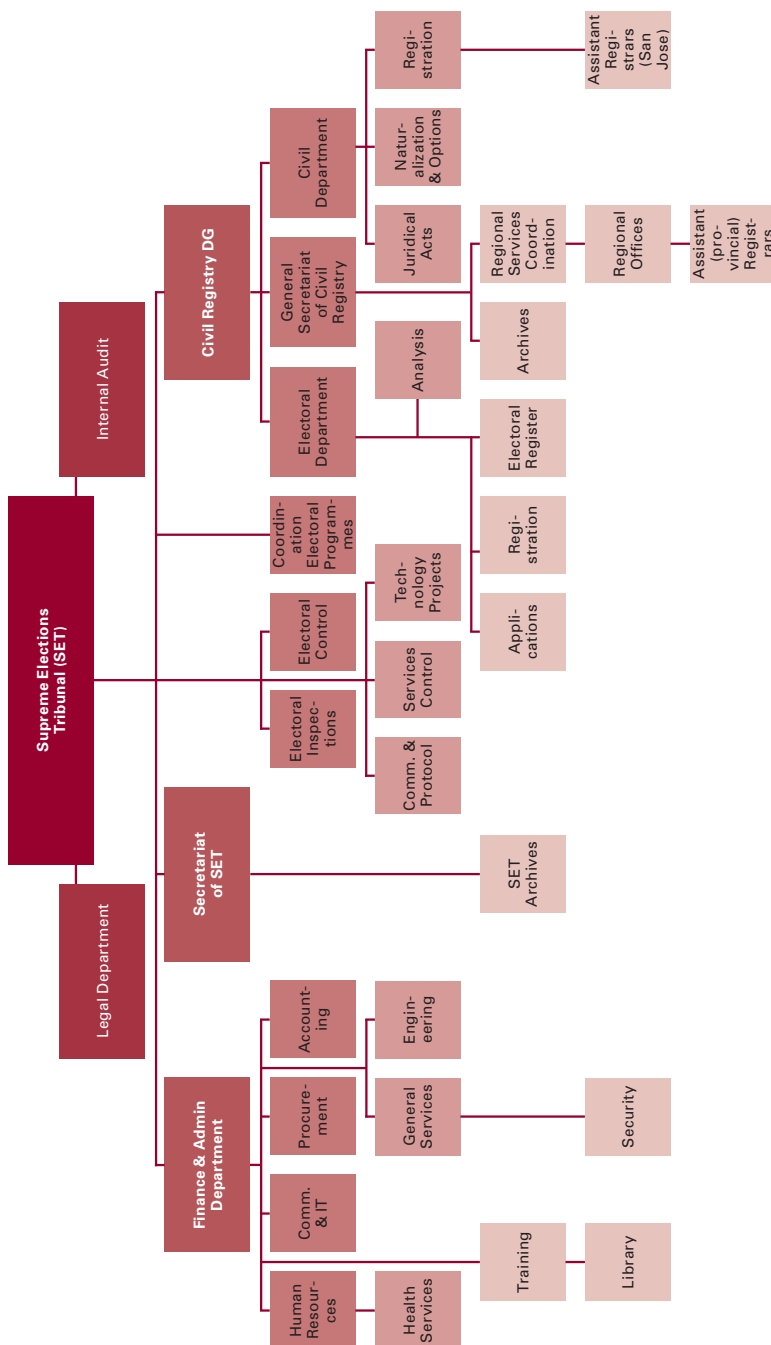 Supreme Elections
Tribunal (SET)
Legal Department
Internal Audit
Finance & Admin
Department
Secretariat
of SET
Civil Registry DG
Human
Resour-
ces
Comm.
& IT
Procure-
ment
Account-
ing
Electoral
Inspec-
tions
Electoral
Control
Coordin-
ation
Electoral
Program-
mes
Electoral
Department
General
Secretariat
of Civil
Registry
Civil
Department
Health
Services
General
Services
Engin-
eering
Comm. &
Protocol
Services
Control
Tech-
nology
Projects
Analysis
Juridical
Acts
Natur-
alization
& Options
Regi-
stration
Training
SET
Archives
Appli-
cations
Regi-
stration
Electoral
Register
Archives
Regional
Services
Coord-
ination
Library
Security
Regional
Offices
Assistant
Regi-
strars
(San
Jose)
Assistant
(pro-
vincial)
Regist-
rars